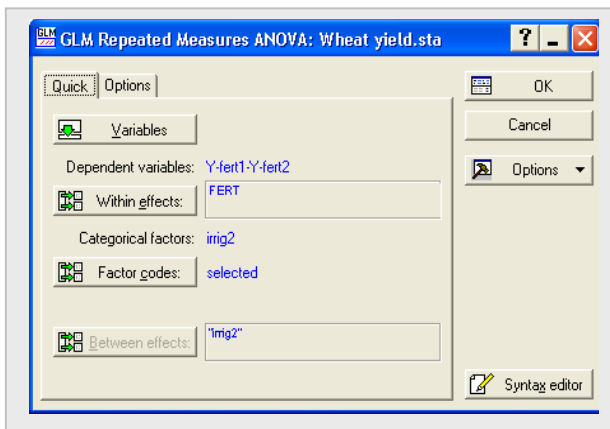 GLM GLM Repeated Measures ANOVA: Wheat yield.sta
Quick Options
OK
Variables
Cancel
Dependent variables: Y-fert1-Y-fert2
Options
Within effects: FERT
Categorical factors: irrig2
Factor codes: selected
Between effects: "irrig2"
Syntax editor